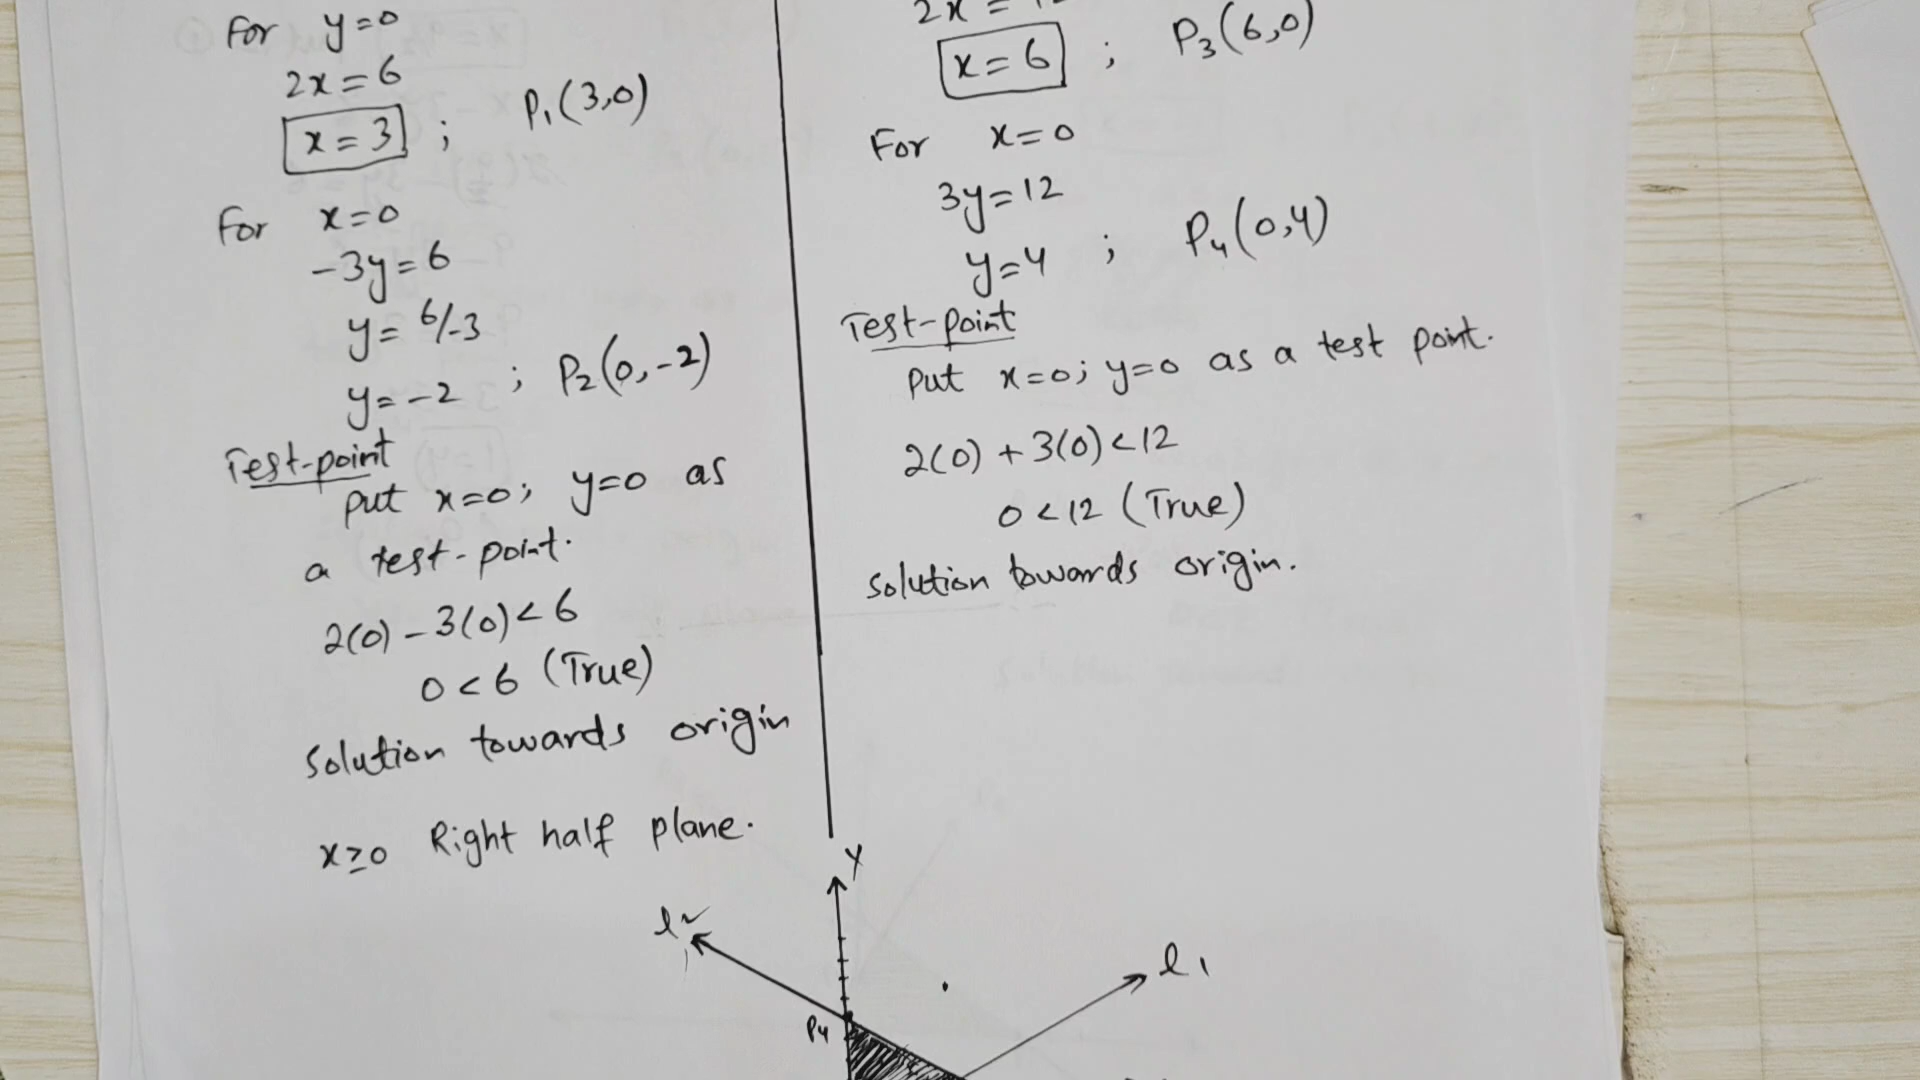 For y=0
2x=6
x=3 ; P1(3,0)
For x=0
-3y=6
y=6/-3
y=-2 ; P2(0,-2)
Test-point
put x=0; y=0 as
a test-point.
2(0)-3(0)<6
0<6 (True)
Solution towards origin
x≥0 Right half plane.
2x =
x=6 ; P3(6,0)
For x=0
3y=12
y=4 ; P4(0,4)
Test-point
Put x=0; y=0 as a test point.
2(0)+3(0)<12
0<12 (True)
Solution towards origin.
y
l2
l1
P4